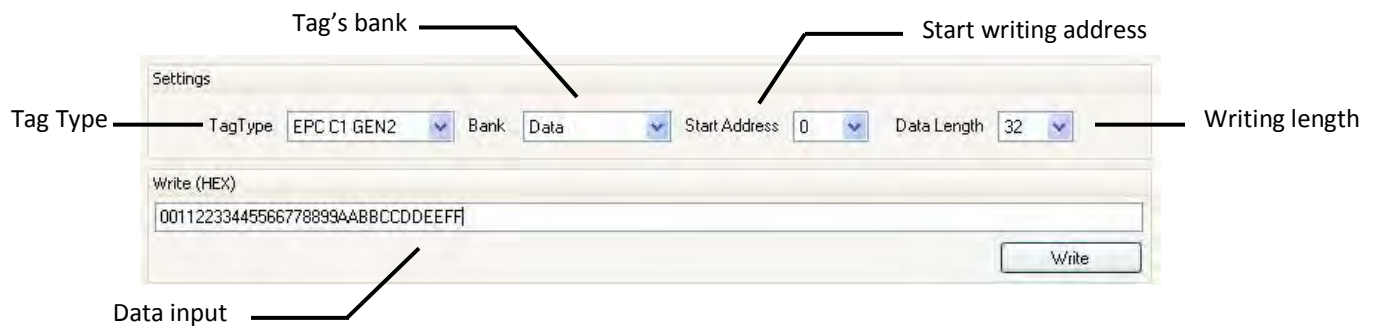 Tag's bank
Start writing address
Settings
Tag Type
TagType EPC C1 GEN2 Bank Data Start Address 0 Data Length 32
Writing length
Write (HEX)
00112233445566778899AABBCCDDEEFF
Write
Data input